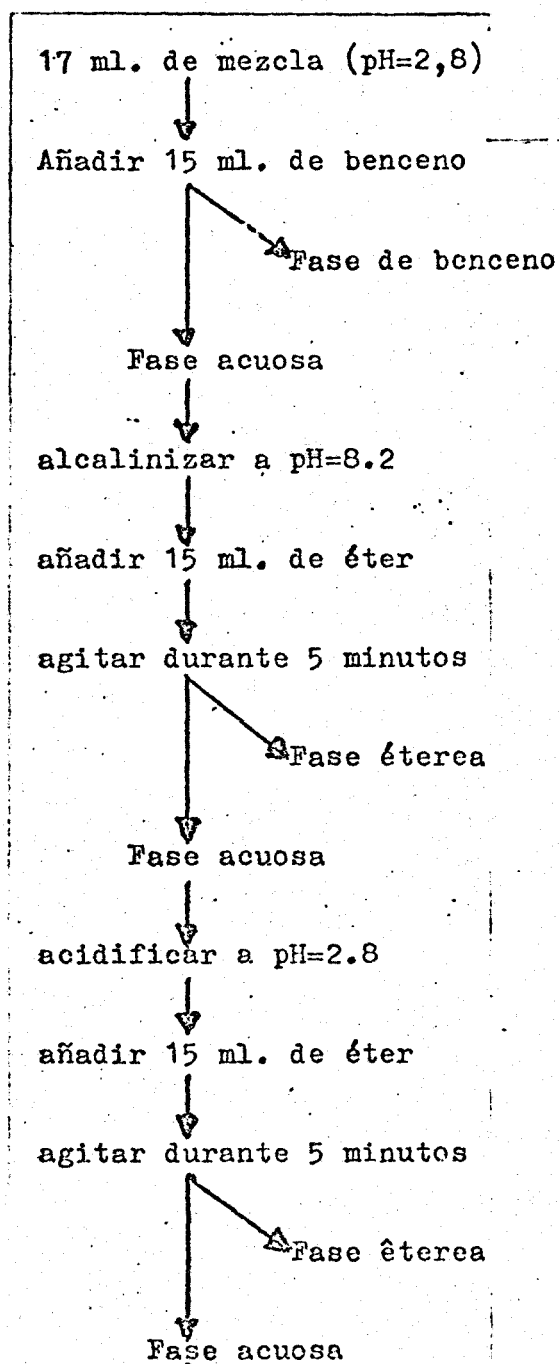 17 ml. de mezcla (pH=2,8)
Añadir 15 ml. de benceno
Fase de benceno
Fase acuosa
alcalinizar a pH=8.2
añadir 15 ml. de éter
agitar durante 5 minutos
Fase éterea
Fase acuosa
acidificar a pH=2.8
añadir 15 ml. de éter
agitar durante 5 minutos
Fase êterea
Fase acuosa